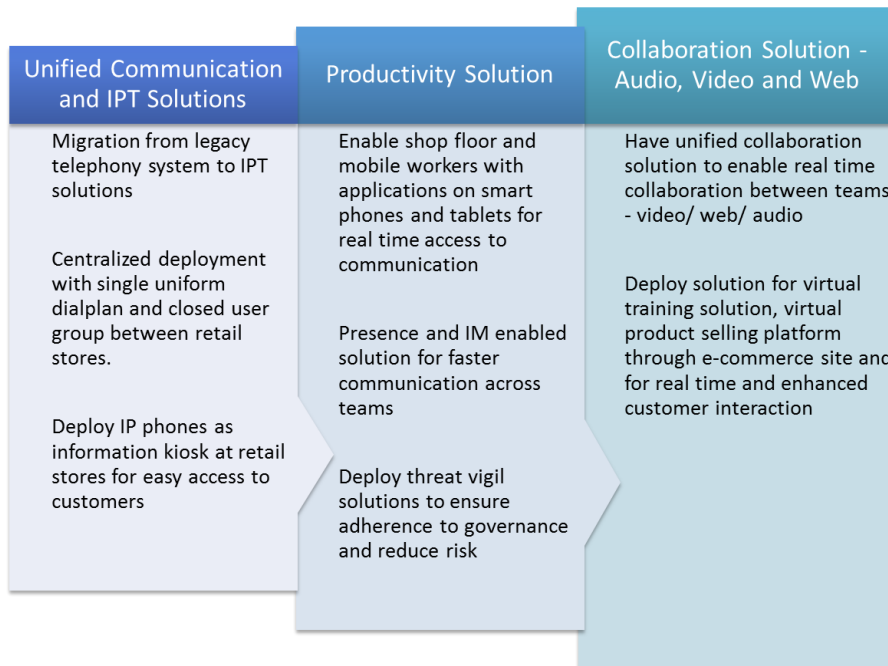 Unified Communication
and IPT Solutions
Migration from legacy
telephony system to IPT
solutions
Centralized deployment
with single uniform
dialplan and closed user
group between retail
stores.
Deploy IP phones as
information kiosk at retail
stores for easy access to
customers
Productivity Solution
Enable shop floor and
mobile workers with
applications on smart
phones and tablets for
real time access to
communication
Presence and IM enabled
solution for faster
communication across
teams
Deploy threat vigil
solutions to ensure
adherence to governance
and reduce risk
Collaboration Solution -
Audio, Video and Web
Have unified collaboration
solution to enable real time
collaboration between teams
- video/ web/ audio
Deploy solution for virtual
training solution, virtual
product selling platform
through e-commerce site and
for real time and enhanced
customer interaction